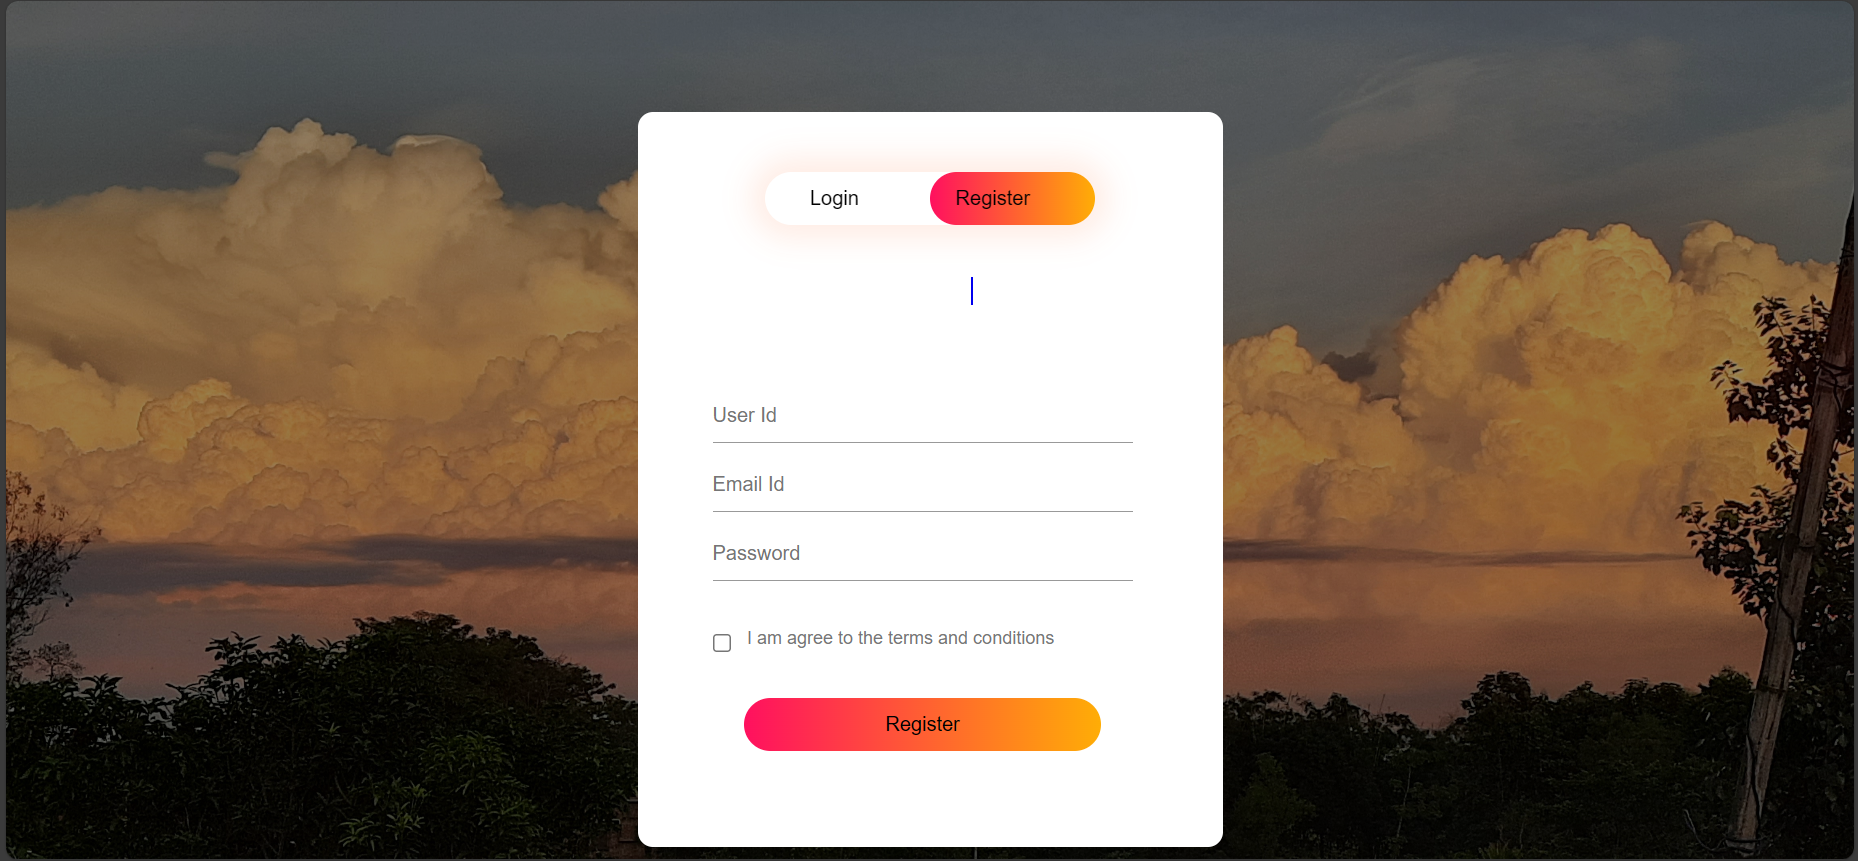 Login Register
User Id
Email Id
Password
I am agree to the terms and conditions
Register